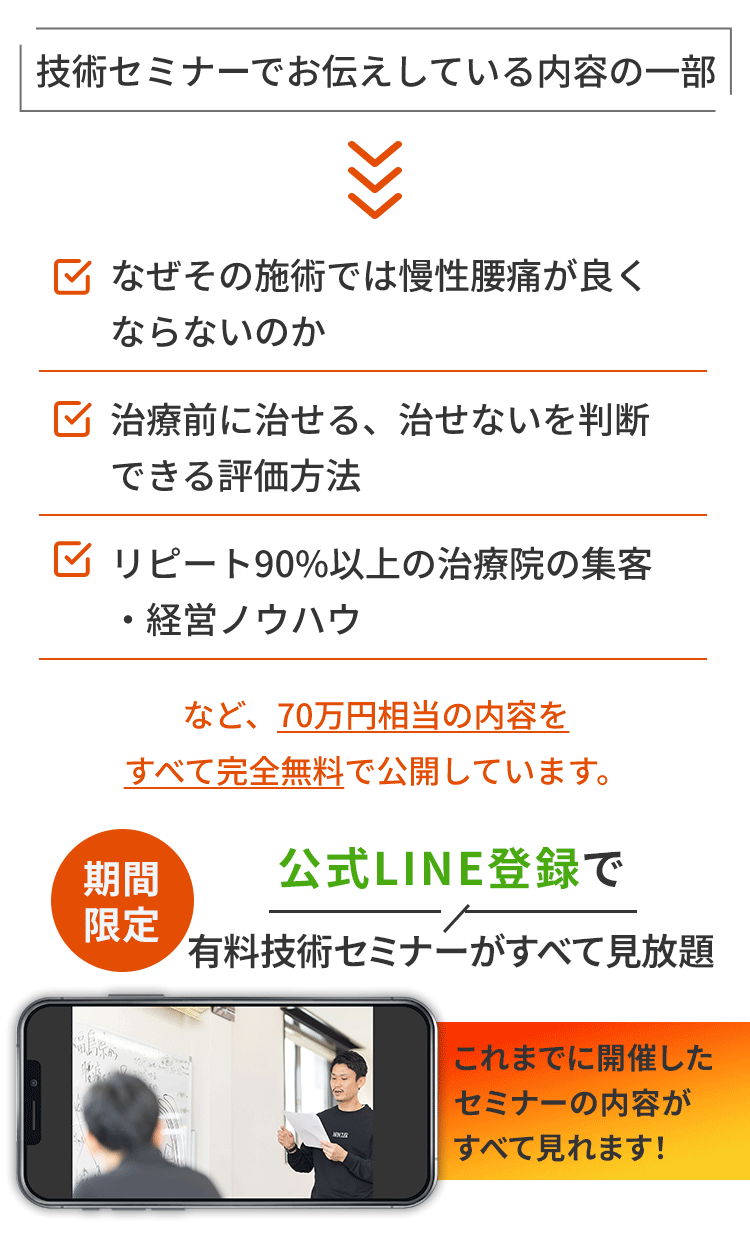 技術セミナーでお伝えしている内容の一部
なぜその施術では慢性腰痛が良く
ならないのか
治療前に治せる、治せないを判断
できる評価方法
リピート90%以上の治療院の集客
・経営ノウハウ
など、70万円相当の内容を
すべて完全無料で公開しています。
期間
限定
公式LINE登録で
有料技術セミナーがすべて見放題
これまでに開催した
セミナーの内容が
すべて見れます!